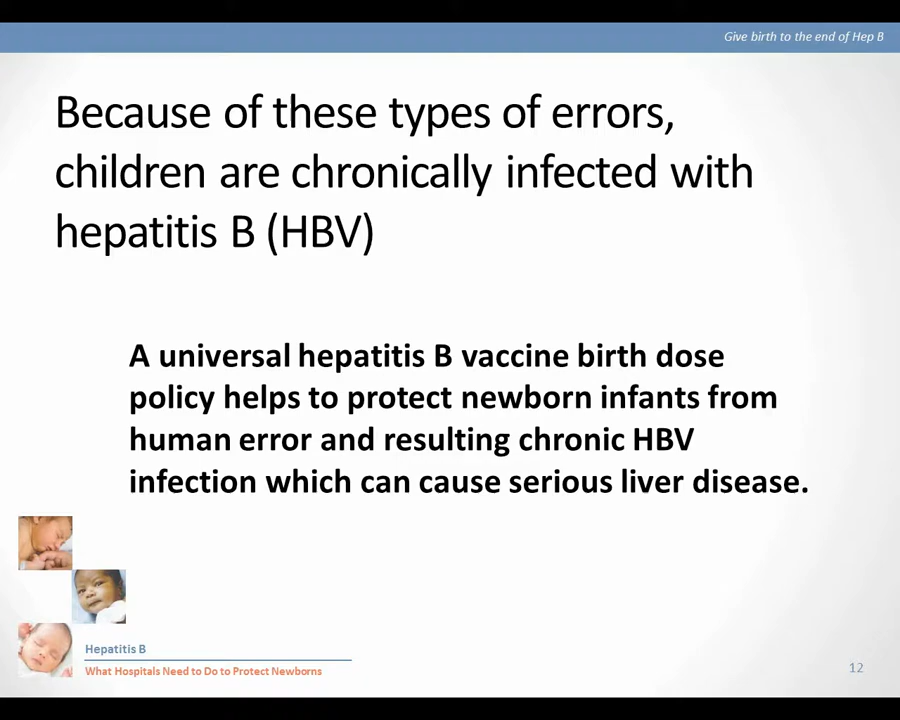 Give birth to the end of Hep B
Because of these types of errors,
children are chronically infected with
hepatitis B (HBV)
A universal hepatitis B vaccine birth dose
policy helps to protect newborn infants from
human error and resulting chronic HBV
infection which can cause serious liver disease.
Hepatitis B
What Hospitals Need to Do to Protect Newborns
12